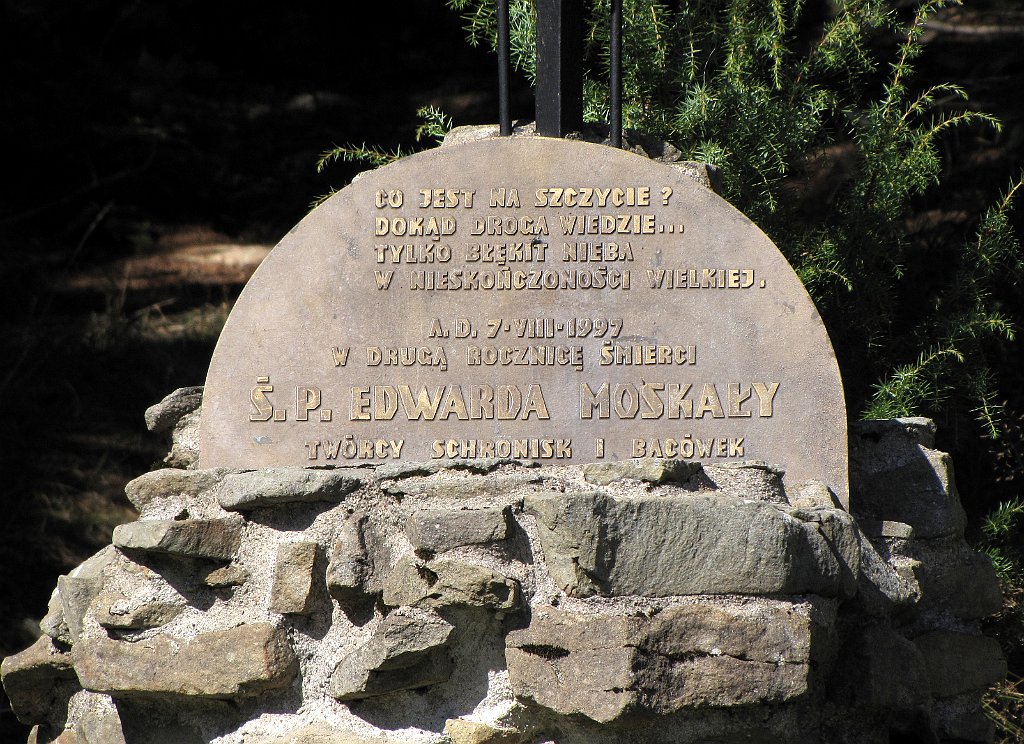 CO JEST NA SZCZYCIE ?
DOKĄD DROGA WIEDZIE...
TYLKO BŁĘKIT NIEBA
W NIESKOŃCZONOŚCI WIELKIEJ.
A.D. 7·VIII·1997
W DRUGĄ ROCZNICĘ ŚMIERCI
Ś.P. EDWARDA MOSKAŁY
TWÓRCY SCHRONISK I BACÓWEK